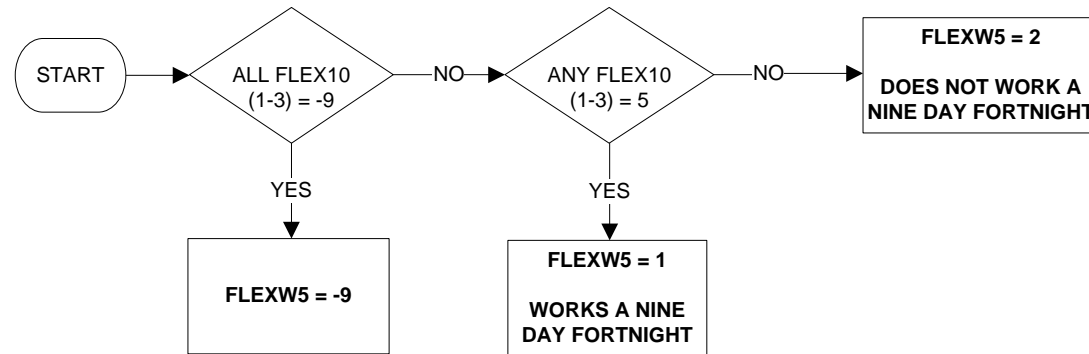 START
ALL FLEX10
(1-3) = -9
NO
ANY FLEX10
(1-3) = 5
NO
FLEXW5 = 2
DOES NOT WORK A
NINE DAY FORTNIGHT
YES
YES
FLEXW5 = -9
FLEXW5 = 1
WORKS A NINE
DAY FORTNIGHT